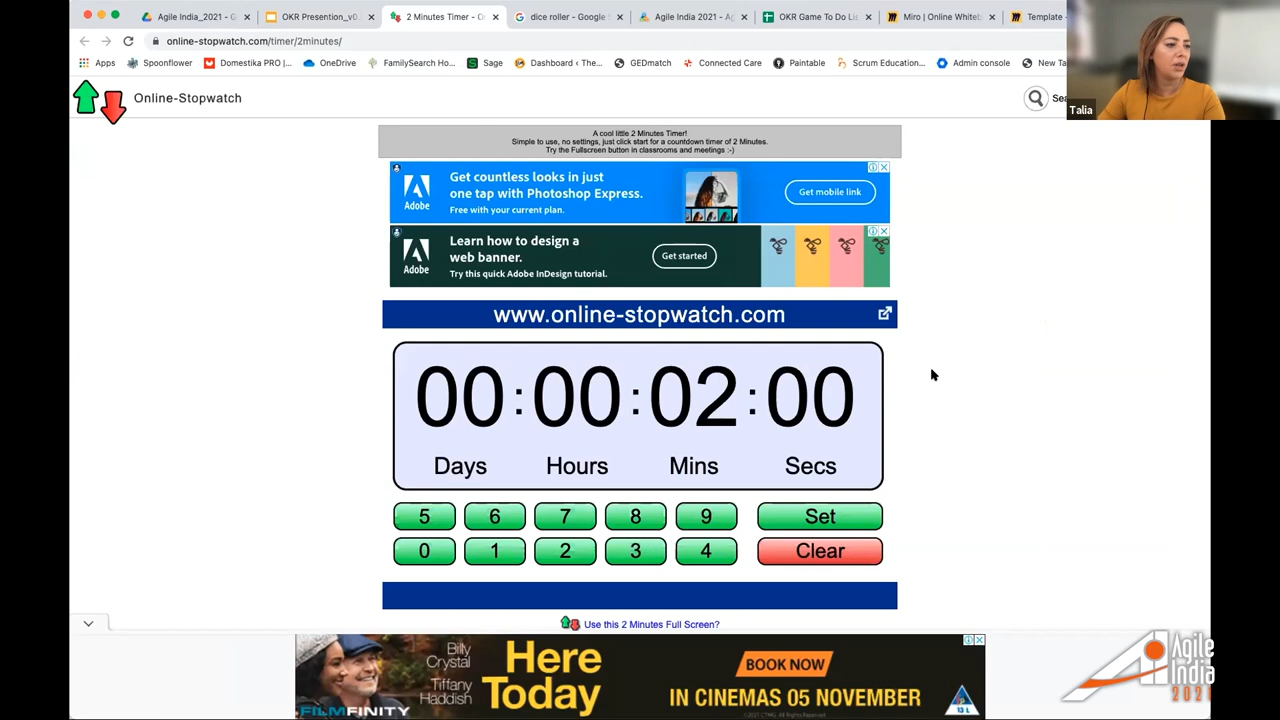 Agile India_2021 - G
OKR Presention_v0.
2 Minutes Timer - On
dice roller - Google S
Agile India 2021 - Ag
OKR Game To Do Lis
Miro | Online Whiteb
Template -
online-stopwatch.com/timer/2minutes/
Apps
Spoonflower
Domestika PRO |...
OneDrive
FamilySearch Ho...
Sage
Dashboard ‹ The...
GEDmatch
Connected Care
Paintable
Scrum Education...
Admin console
New Ta
Talia
Online-Stopwatch
Sea
A cool little 2 Minutes Timer!
Simple to use, no settings, just click start for a countdown timer of 2 Minutes.
Try the Fullscreen button in classrooms and meetings :-)
Adobe
Get countless looks in just
one tap with Photoshop Express.
Free with your current plan.
Get mobile link
Adobe
Learn how to design a
web banner.
Try this quick Adobe InDesign tutorial.
Get started
www.online-stopwatch.com
00:00:02:00
Days Hours Mins Secs
5 6 7 8 9 Set
0 1 2 3 4 Clear
Use this 2 Minutes Full Screen?
Billy
Crystal
Tiffany
Haddish
FILMFINITY
Here
Today
BOOK NOW
IN CINEMAS 05 NOVEMBER
13 L
Agile
India
2021